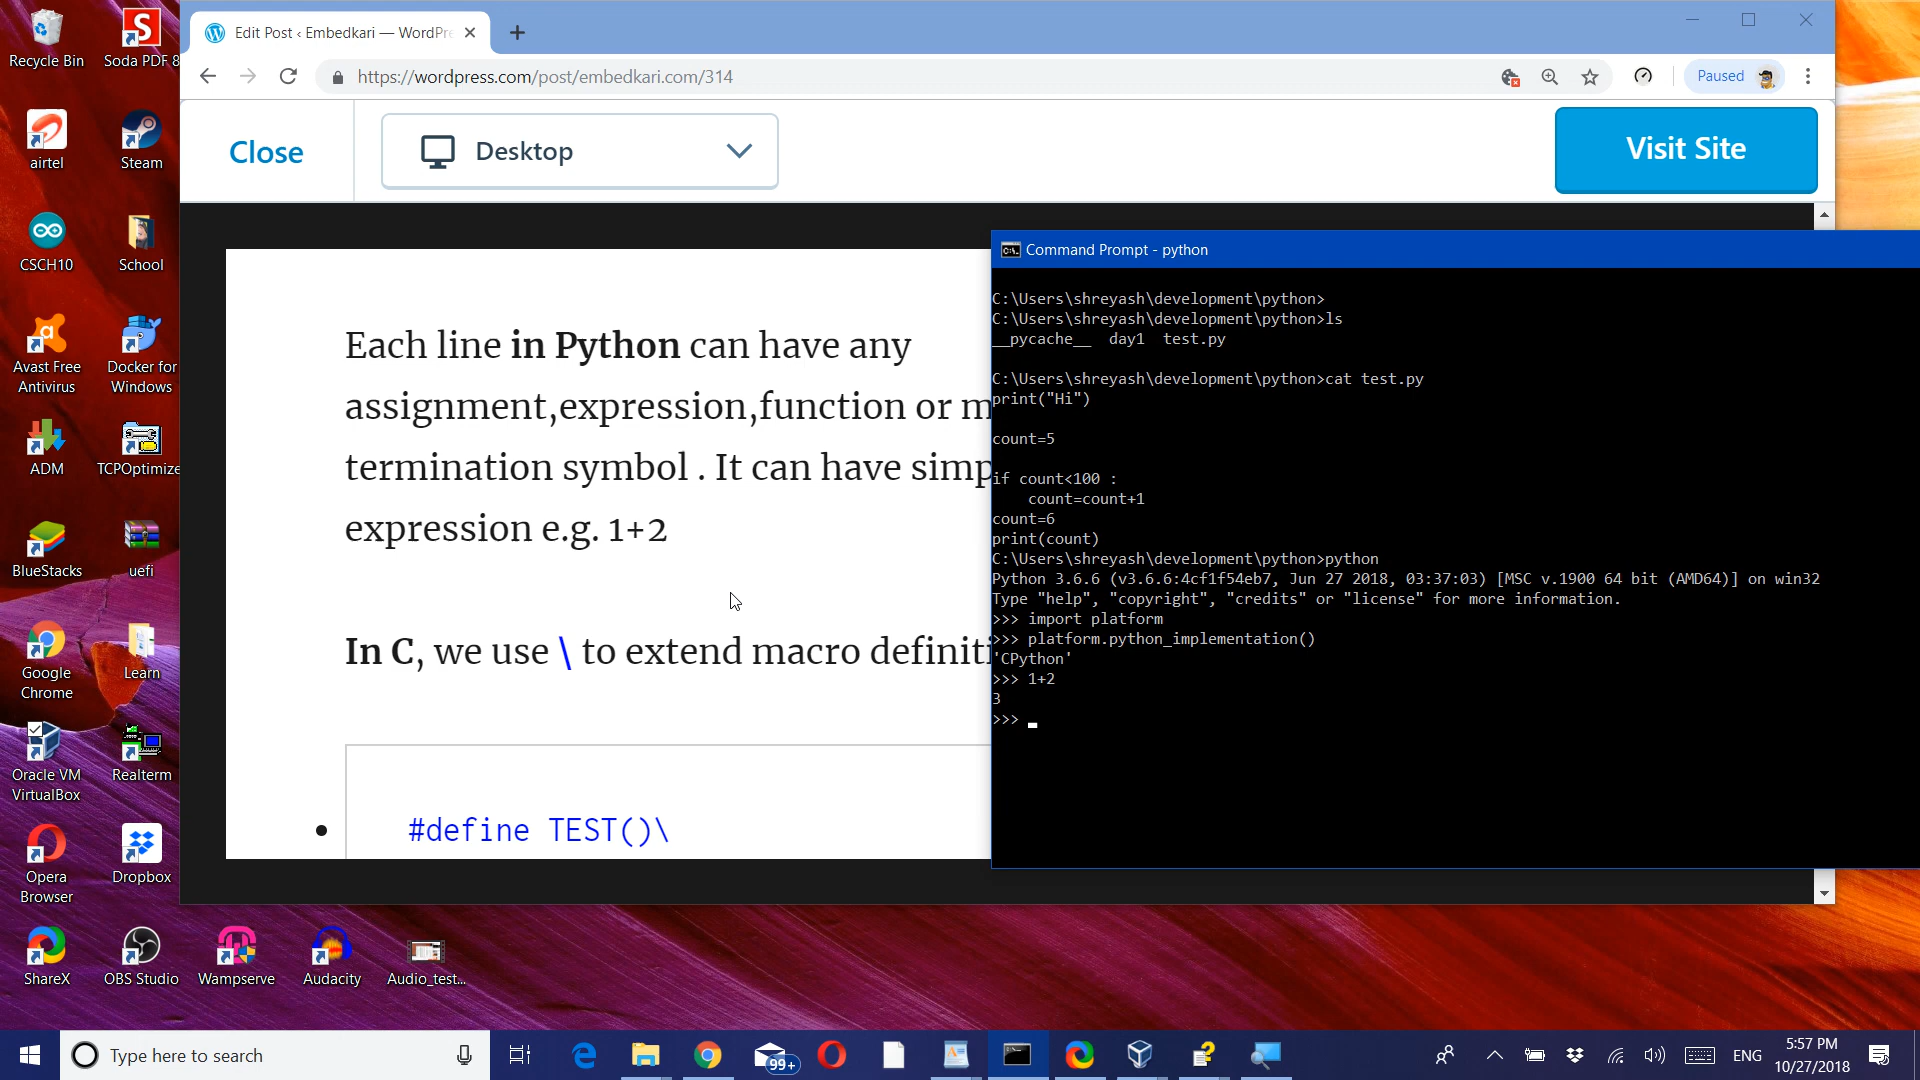 Recycle Bin
Soda PDF 8
airtel
Steam
CSCH10
School
Avast Free
Antivirus
Docker for
Windows
ADM
TCPOptimize
BlueStacks
uefi
Google
Chrome
Learn
Oracle VM
VirtualBox
Realterm
Opera
Browser
Dropbox
ShareX
OBS Studio
Wampserve
Audacity
Audio_test...
Edit Post ‹ Embedkari — WordPre
https://wordpress.com/post/embedkari.com/314
Paused
Close
Desktop
Visit Site
Each line in Python can have any
assignment,expression,function or m
termination symbol . It can have simp
expression e.g. 1+2
In C, we use \ to extend macro definiti
#define TEST()\
Command Prompt - python
C:\Users\shreyash\development\python>
C:\Users\shreyash\development\python>ls
__pycache__  day1  test.py
C:\Users\shreyash\development\python>cat test.py
print("Hi")
count=5
if count<100 :
    count=count+1
count=6
print(count)
C:\Users\shreyash\development\python>python
Python 3.6.6 (v3.6.6:4cf1f54eb7, Jun 27 2018, 03:37:03) [MSC v.1900 64 bit (AMD64)] on win32
Type "help", "copyright", "credits" or "license" for more information.
>>> import platform
>>> platform.python_implementation()
'CPython'
>>> 1+2
3
>>>
Type here to search
99+
ENG
5:57 PM
10/27/2018